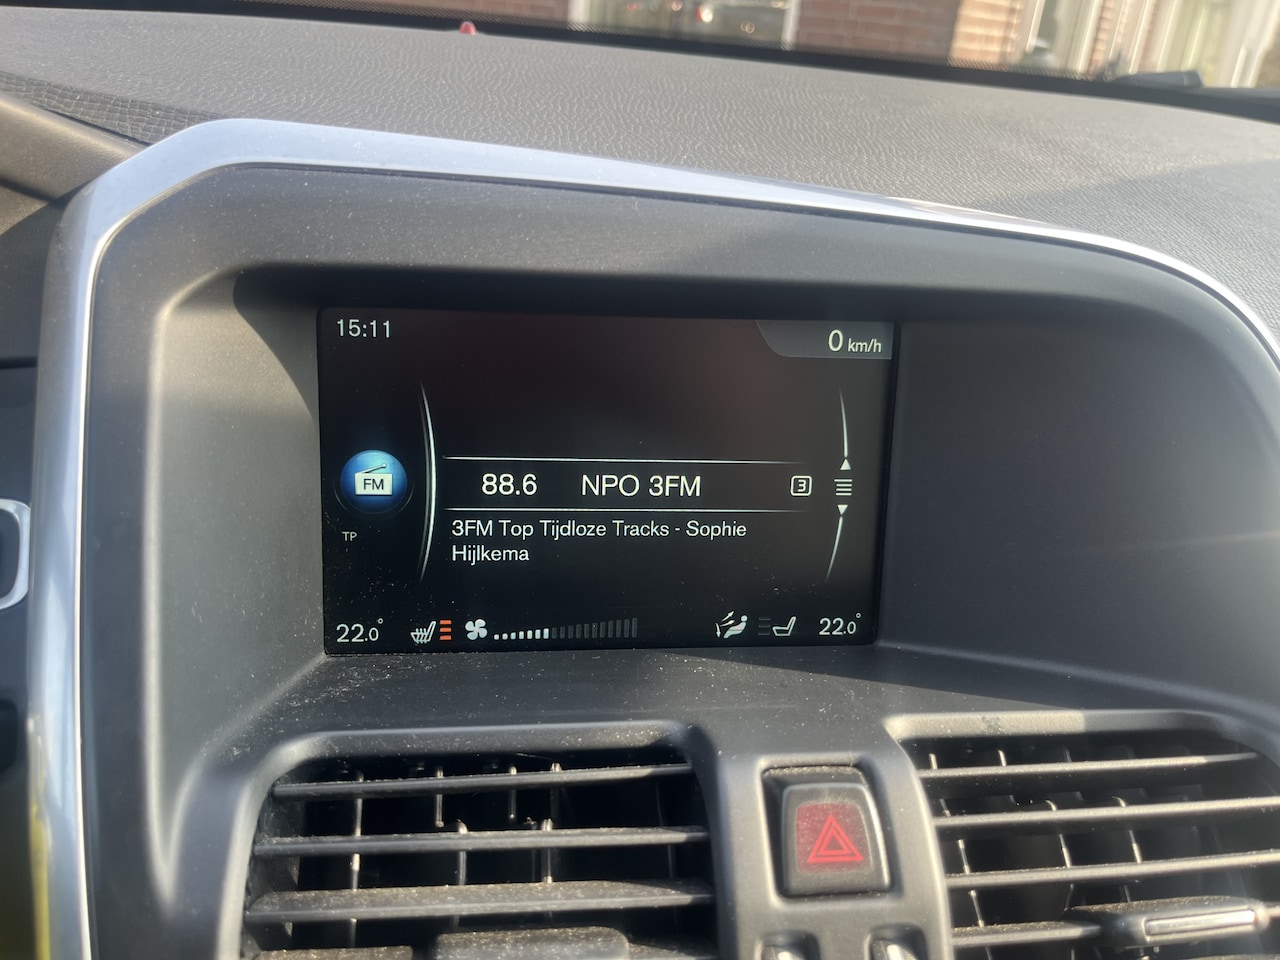 15:11
0 km/h
FM
88.6 NPO 3FM 3
TP
3FM Top Tijdloze Tracks - Sophie
Hijlkema
22.0° 22.0°